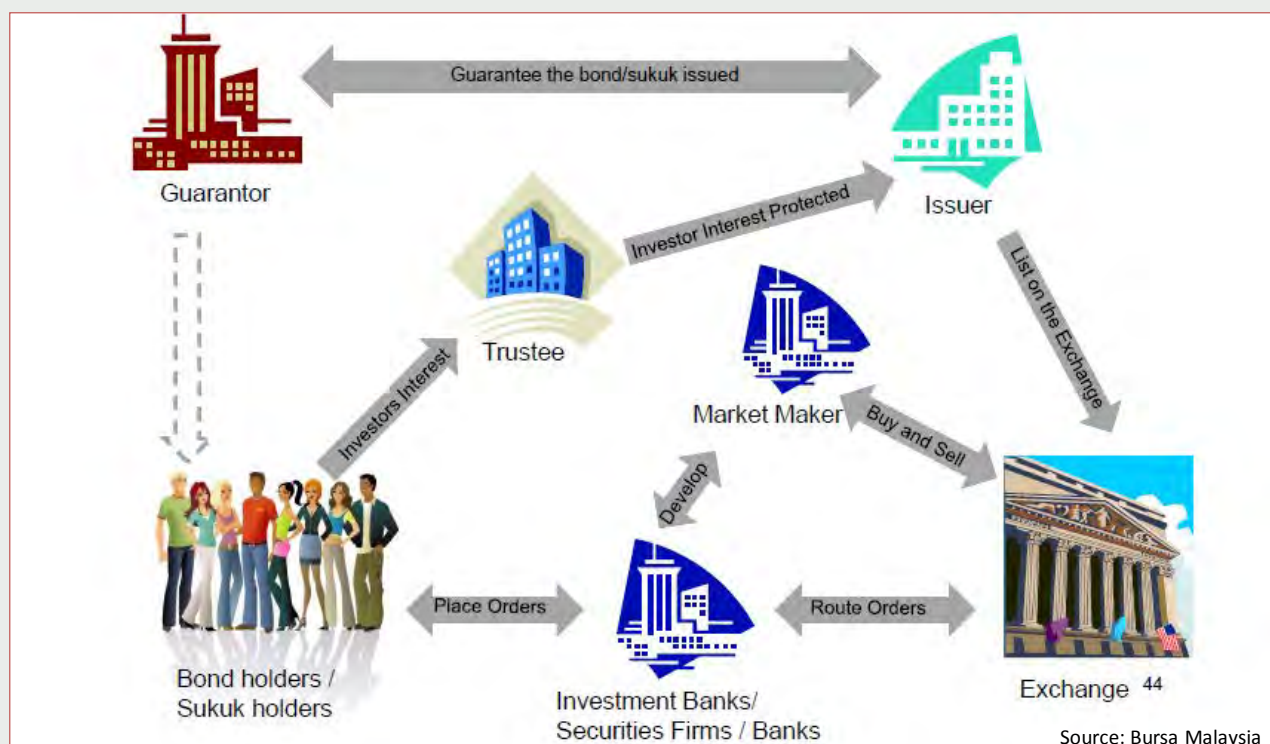 Guarantee the bond/sukuk issued
Guarantor
Issuer
Investor Interest Protected
List on the Exchange
Trustee
Investors Interest
Market Maker
Buy and Sell
Develop
Place Orders
Route Orders
Bond holders /
Sukuk holders
Investment Banks/
Securities Firms / Banks
Exchange 44
Source: Bursa Malaysia